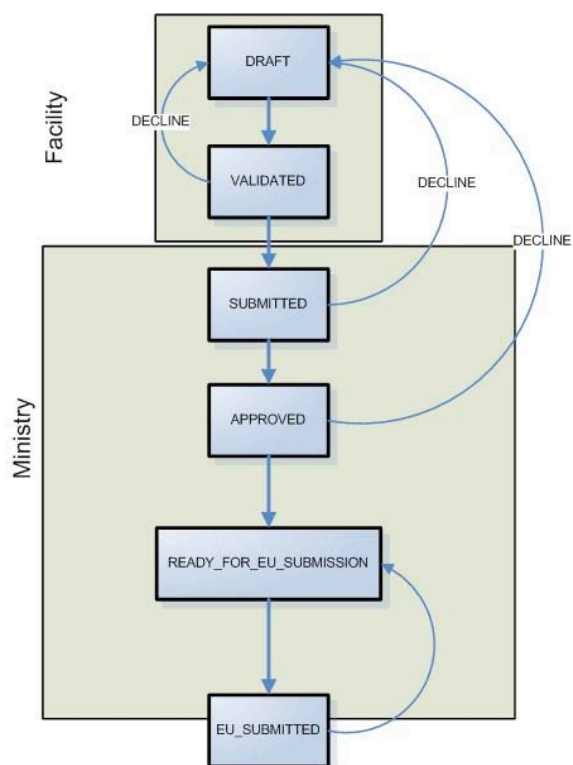 Facility
DRAFT
DECLINE
VALIDATED
DECLINE
DECLINE
Ministry
SUBMITTED
APPROVED
READY_FOR_EU_SUBMISSION
EU_SUBMITTED